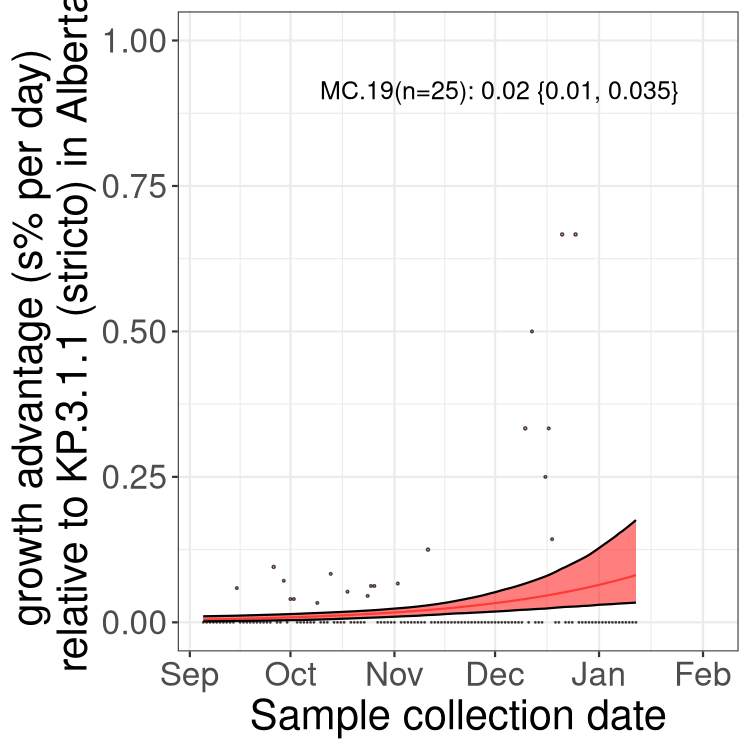 growth advantage (s% per day)
relative to KP.3.1.1 (stricto) in Alberta
1.00
0.75
0.50
0.25
0.00
MC.19(n=25): 0.02 {0.01, 0.035}
Sep Oct Nov Dec Jan Feb
Sample collection date